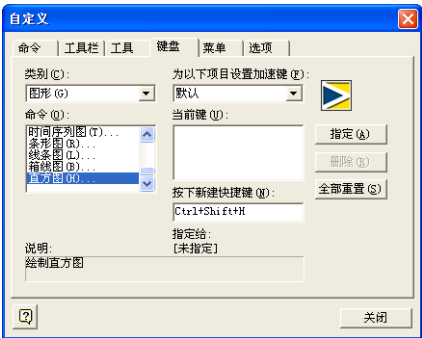 自定义
命令 工具栏 工具 键盘 菜单 选项
类别(C):
图形(G)
为以下项目设置加速键(F):
默认
命令(O):
时间序列图(T)...
条形图(R)...
线条图(L)...
箱线图(B)...
直方图(H)...
当前键(U):
指定(A)
删除(R)
全部重置(S)
按下新建快捷键(N):
Ctrl+Shift+H
指定给:
[未指定]
说明:
绘制直方图
关闭